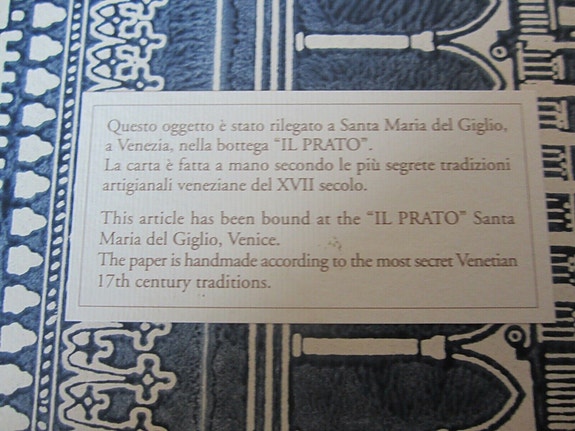 Questo oggetto è stato rilegato a Santa Maria del Giglio,
a Venezia, nella bottega “IL PRATO”.
La carta è fatta a mano secondo le più segrete tradizioni
artigianali veneziane del XVII secolo.
This article has been bound at the “IL PRATO” Santa
Maria del Giglio, Venice.
The paper is handmade according to the most secret Venetian
17th century traditions.